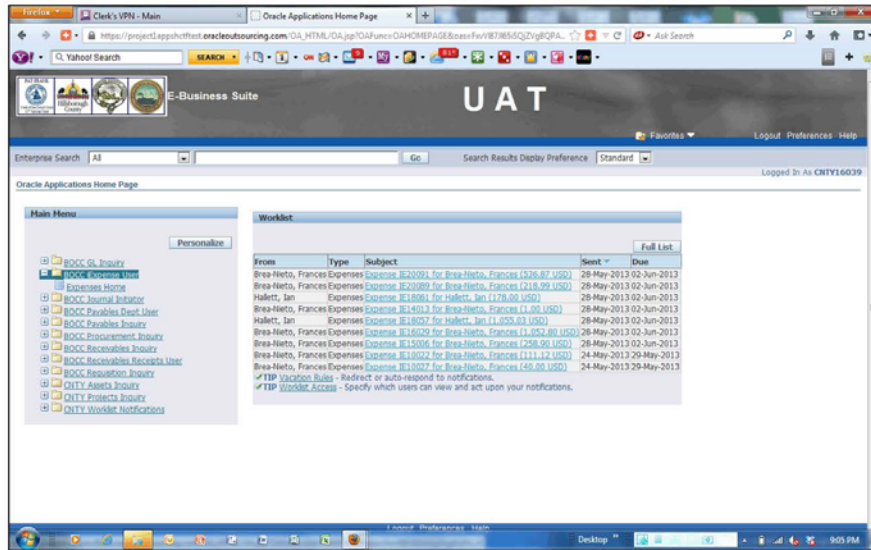 Firefox
Clerk's VPN - Main
Oracle Applications Home Page
https://project1appshctftest.oracleoutsourcing.com/OA_HTML/OA.jsp?OAFunc=OAHOMEPAGE
Ask Search
Yahoo! Search
SEARCH
Hillsborough County
E-Business Suite
UAT
Favorites
Logout Preferences Help
Enterprise Search All Go Search Results Display Preference Standard
Logged In As CNTY16039
Oracle Applications Home Page
Main Menu
Personalize
BOCC GL Inquiry
BOCC Expense User
Expenses Home
BOCC Journal Initiator
BOCC Payables Dept User
BOCC Payables Inquiry
BOCC Procurement Inquiry
BOCC Receivables Inquiry
BOCC Receivables Receipts User
BOCC Requisition Inquiry
CNTY Assets Inquiry
CNTY Projects Inquiry
CNTY Worklist Notifications
Worklist
Full List
From Type Subject Sent Due
Brea-Nieto, Frances Expenses Expense IE20091 for Brea-Nieto, Frances (536.87 USD) 28-May-2013 02-Jun-2013
Brea-Nieto, Frances Expenses Expense IE20089 for Brea-Nieto, Frances (218.99 USD) 28-May-2013 02-Jun-2013
Hallett, Ian Expenses Expense IE18061 for Hallett, Ian (178.00 USD) 28-May-2013 02-Jun-2013
Brea-Nieto, Frances Expenses Expense IE14013 for Brea-Nieto, Frances (1.00 USD) 28-May-2013 02-Jun-2013
Hallett, Ian Expenses Expense IE18057 for Hallett, Ian (1,055.03 USD) 28-May-2013 02-Jun-2013
Brea-Nieto, Frances Expenses Expense IE16029 for Brea-Nieto, Frances (1,052.80 USD) 28-May-2013 02-Jun-2013
Brea-Nieto, Frances Expenses Expense IE15006 for Brea-Nieto, Frances (258.90 USD) 28-May-2013 02-Jun-2013
Brea-Nieto, Frances Expenses Expense IE10022 for Brea-Nieto, Frances (111.12 USD) 24-May-2013 29-May-2013
Brea-Nieto, Frances Expenses Expense IE10027 for Brea-Nieto, Frances (40.00 USD) 24-May-2013 29-May-2013
TIP Vacation Rules - Redirect or auto-respond to notifications.
TIP Worklist Access - Specify which users can view and act upon your notifications.
Logout Preferences Help
Desktop
9:05 PM